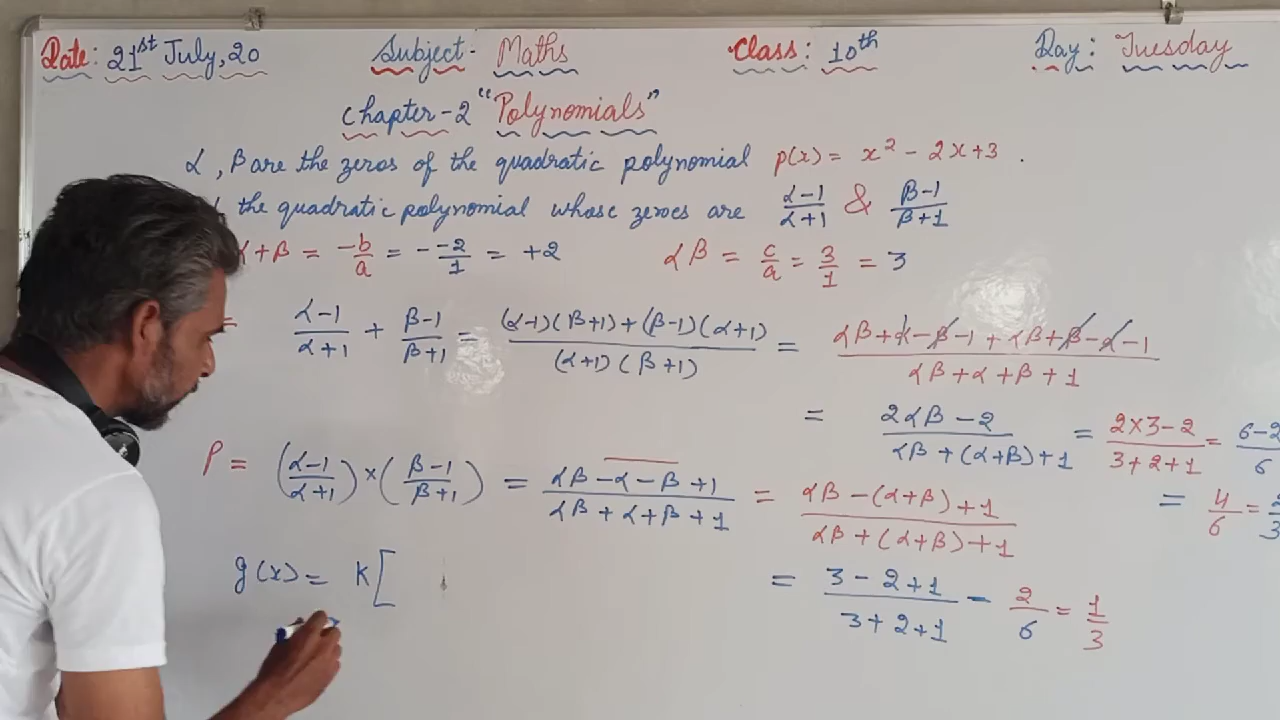 Date: 21st July, 20 Subject- Maths Class: 10th Day: Tuesday
Chapter-2 "Polynomials"
α, β are the zeros of the quadratic polynomial p(x) = x² - 2x+3 .
the quadratic polynomial whose zeroes are (α-1)/(α+1) & (β-1)/(β+1)
α+β = -b/a = - -2/1 = +2 αβ = c/a = 3/1 = 3
= (α-1)/(α+1) + (β-1)/(β+1) = ((α-1)(β+1)+(β-1)(α+1))/((α+1)(β+1)) = (αβ+α-β-1+αβ+β-α-1)/(αβ+α+β+1)
= (2αβ-2)/(αβ+(α+β)+1) = (2×3-2)/(3+2+1) = (6-2)/6
= 4/6 = 2/3
P = ((α-1)/(α+1))×((β-1)/(β+1)) = (αβ-α-β+1)/(αβ+α+β+1) = (αβ-(α+β)+1)/(αβ+(α+β)+1)
= (3-2+1)/(3+2+1) - 2/6 = 1/3
g(x) = K[